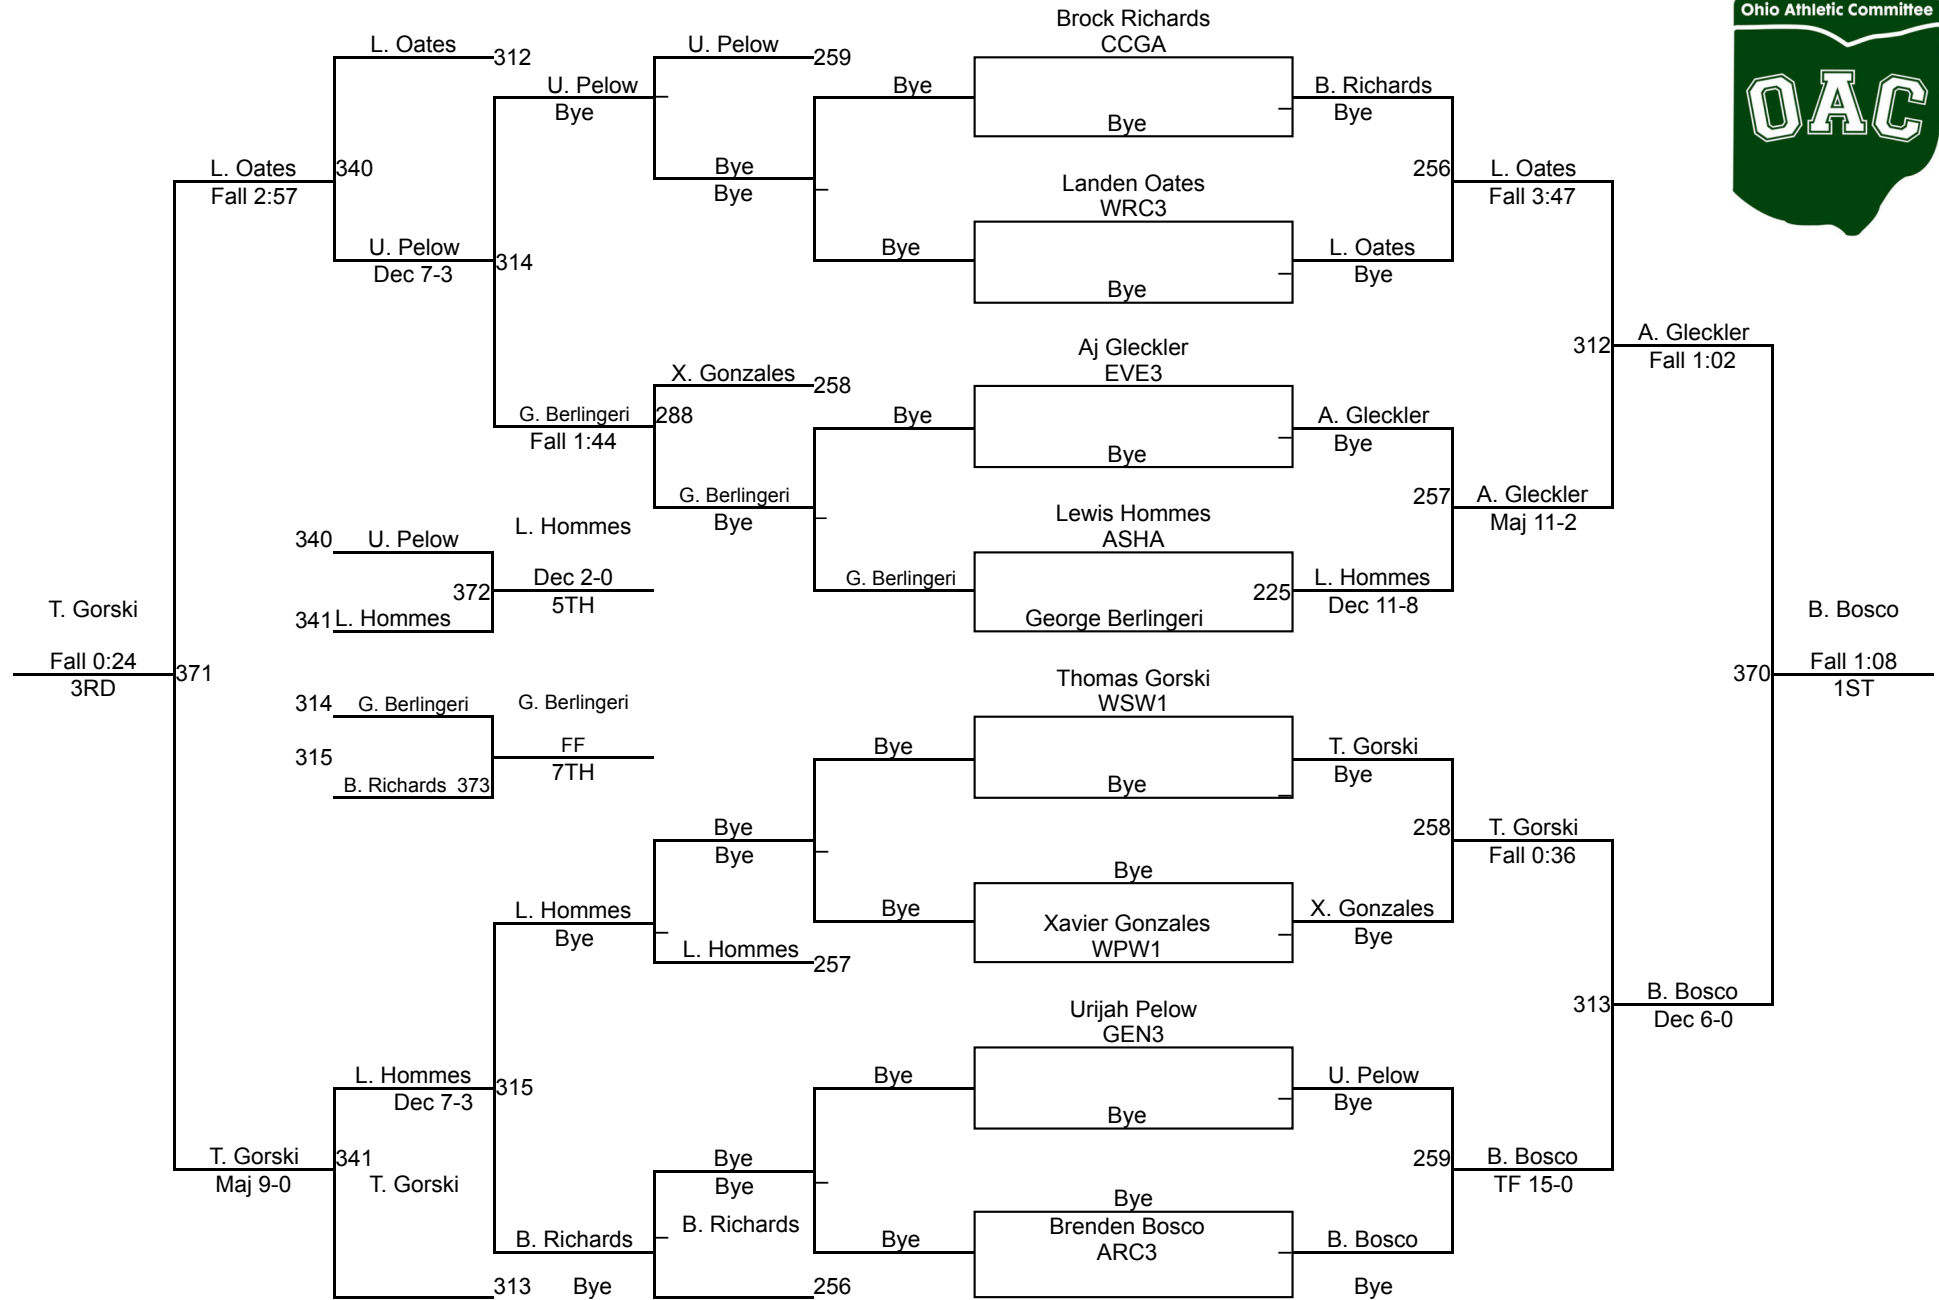 Ohio Athletic Committee
OAC
Brock Richards
CCGA
Bye
Landen Oates
WRC3
Bye
Aj Gleckler
EVE3
Bye
Lewis Hommes
ASHA
225
George Berlingeri
Thomas Gorski
WSW1
Bye
Bye
Xavier Gonzales
WPW1
Urijah Pelow
GEN3
Bye
Bye
Brenden Bosco
ARC3
B. Richards
Bye
256
L. Oates
Bye
A. Gleckler
Bye
257
L. Hommes
Dec 11-8
T. Gorski
Bye
258
X. Gonzales
Bye
U. Pelow
Bye
259
B. Bosco
Bye
L. Oates
Fall 3:47
312
A. Gleckler
Maj 11-2
T. Gorski
Fall 0:36
313
B. Bosco
TF 15-0
A. Gleckler
Fall 1:02
370
B. Bosco
Dec 6-0
B. Bosco
Fall 1:08
1ST
Bye
Bye
Bye
G. Berlingeri
Bye
Bye
Bye
Bye
U. Pelow
259
Bye
Bye
X. Gonzales
258
288
G. Berlingeri
Bye
Bye
Bye
L. Hommes
257
Bye
Bye
B. Richards
256
U. Pelow
Bye
314
G. Berlingeri
Fall 1:44
L. Hommes
Bye
315
B. Richards
Bye
L. Oates
312
340
U. Pelow
Dec 7-3
L. Hommes
Dec 7-3
341
T. Gorski
313
L. Oates
Fall 2:57
371
T. Gorski
Maj 9-0
T. Gorski
Fall 0:24
3RD
340
U. Pelow
372
341
L. Hommes
L. Hommes
Dec 2-0
5TH
314
G. Berlingeri
315
B. Richards
373
G. Berlingeri
FF
7TH